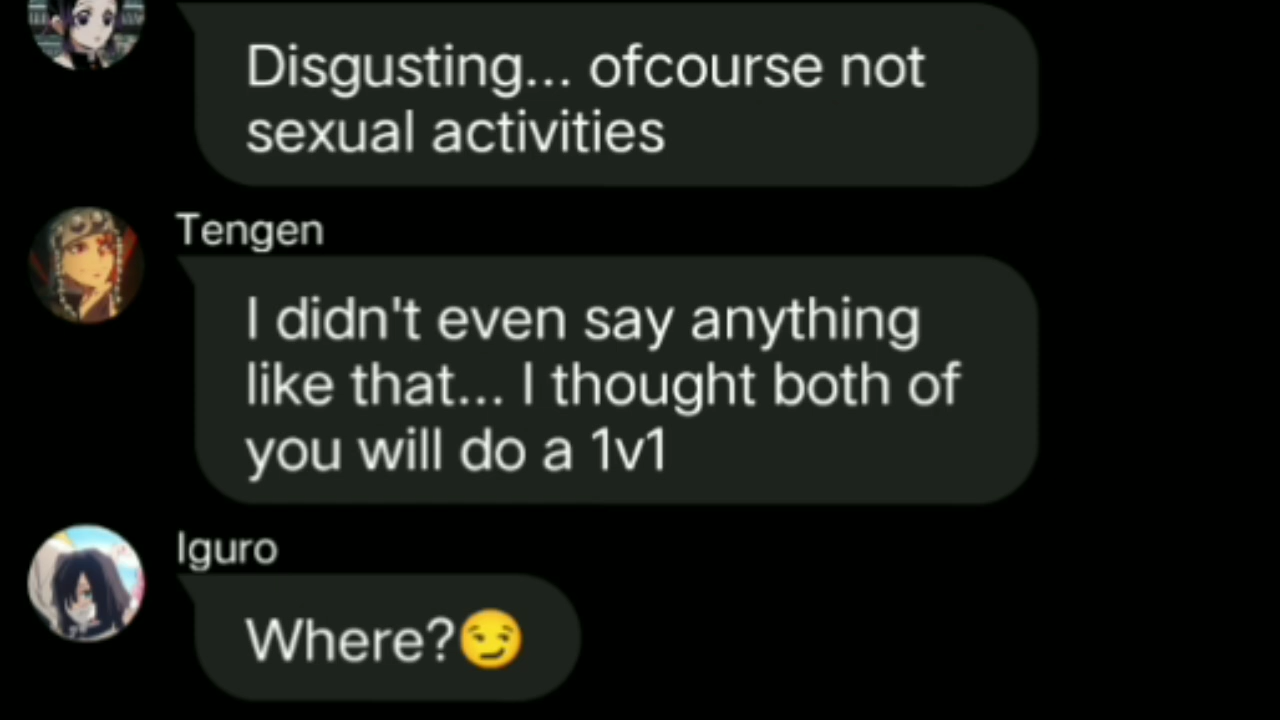 Disgusting... ofcourse not
sexual activities
Tengen
I didn't even say anything
like that... I thought both of
you will do a 1v1
Iguro
Where?😏